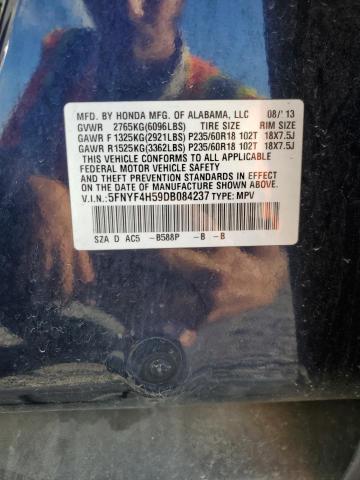 MFD. BY HONDA MFG. OF ALABAMA, LLC 08/'13
GVWR 2765KG(6096LBS) TIRE SIZE RIM SIZE
GAWR F 1325KG(2921LBS) P235/60R18 102T 18X7.5J
GAWR R 1525KG(3362LBS) P235/60R18 102T 18X7.5J
THIS VEHICLE CONFORMS TO ALL APPLICABLE
FEDERAL MOTOR VEHICLE SAFETY
AND THEFT PREVENTION STANDARDS IN EFFECT ON
THE DATE OF MANUFACTURE SHOWN ABOVE.
V.I.N.: 5FNYF4H59DB084237 TYPE: MPV
SZA D AC5 -B588P -B -B